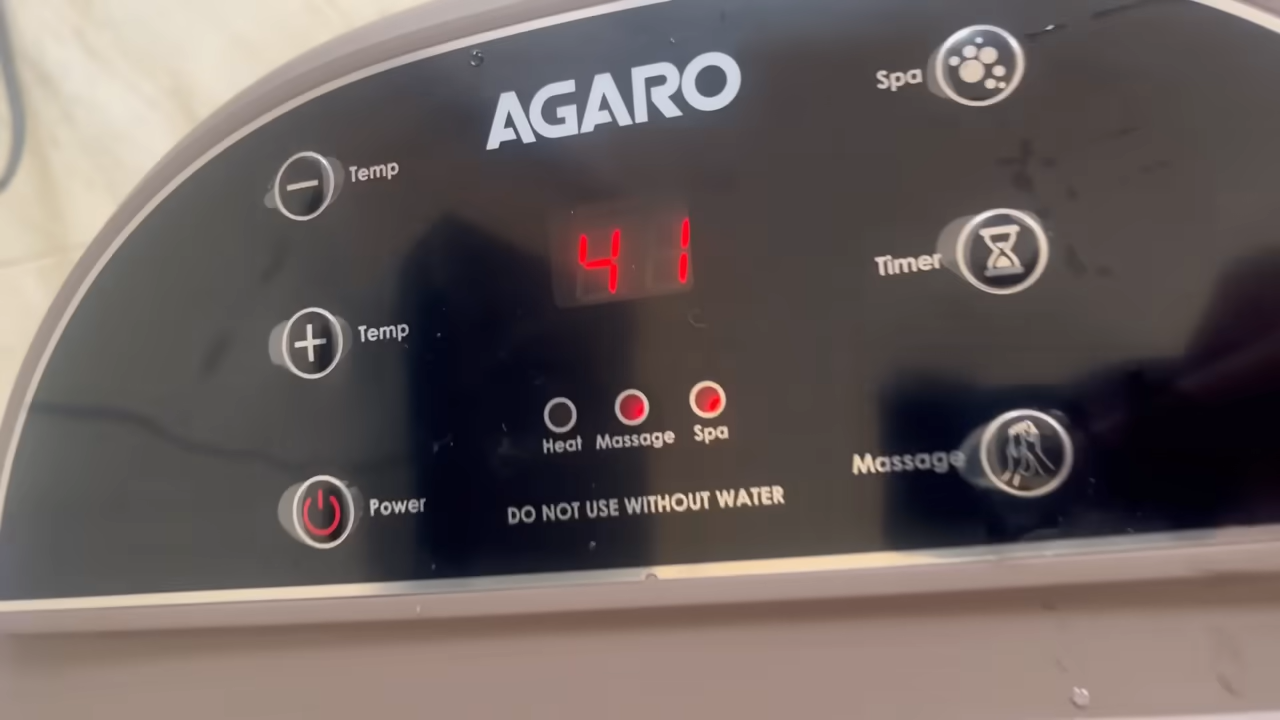 AGARO
Spa
Temp
41
Timer
Temp
Heat
Massage
Spa
Massage
Power
DO NOT USE WITHOUT WATER